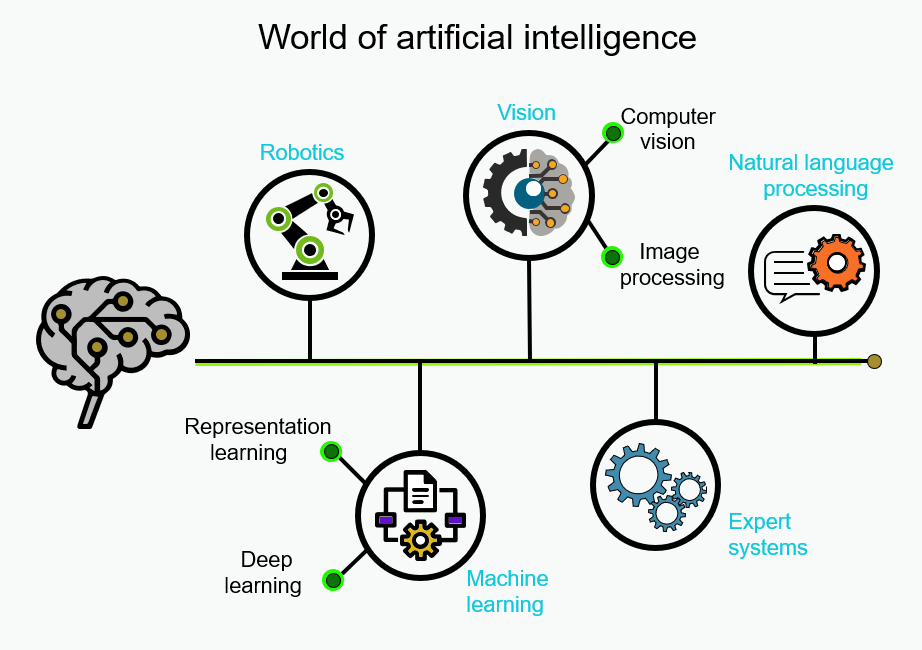 World of artificial intelligence
Vision
Computer
vision
Robotics
Natural language
processing
Image
processing
Representation
learning
Deep
learning
Machine
learning
Expert
systems